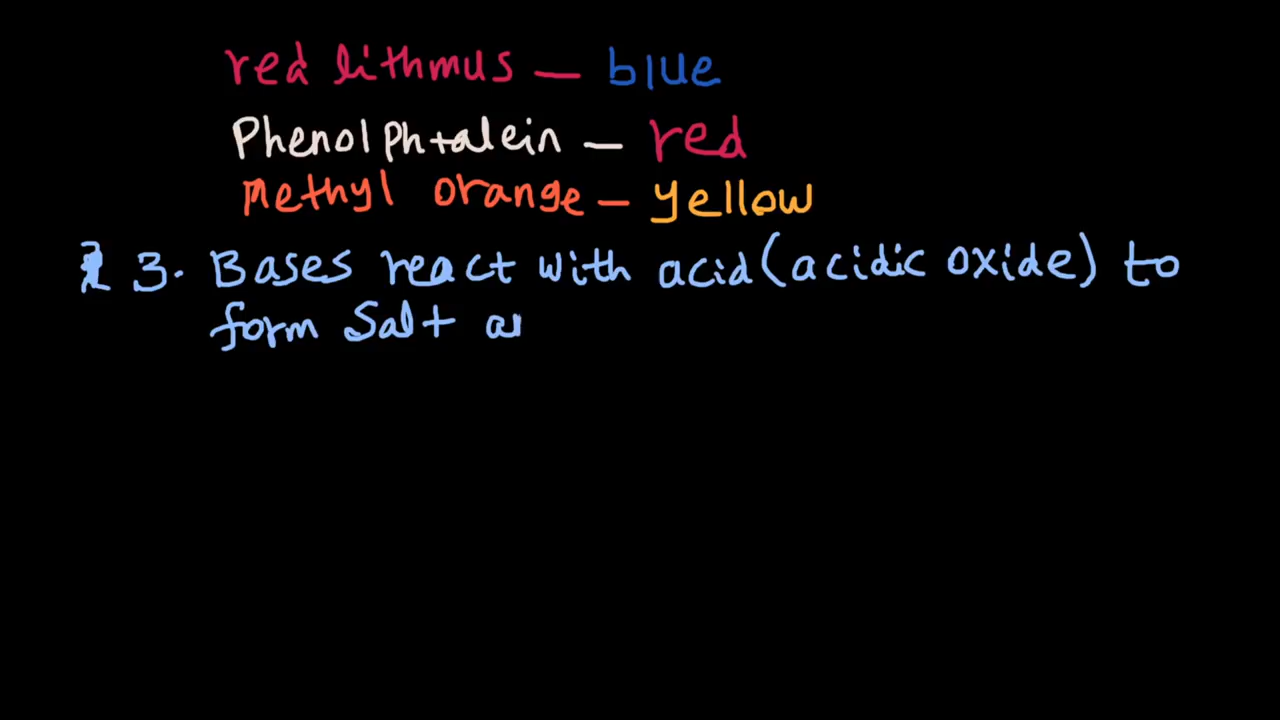 red lithmus — blue
Phenolphtalein — red
Methyl orange — yellow
3. Bases react with acid (acidic oxide) to
form Salt